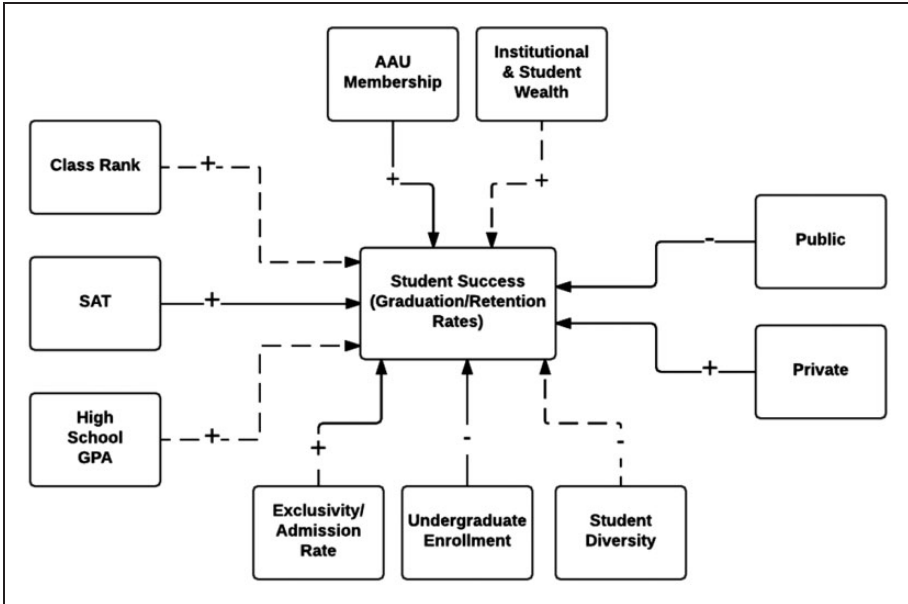 AAU
Membership
Institutional
& Student
Wealth
Class Rank
+
+
+
Public
-
Student Success
(Graduation/Retention
Rates)
SAT
+
Private
+
High
School
GPA
+
+
-
-
Exclusivity/
Admission
Rate
Undergraduate
Enrollment
Student
Diversity